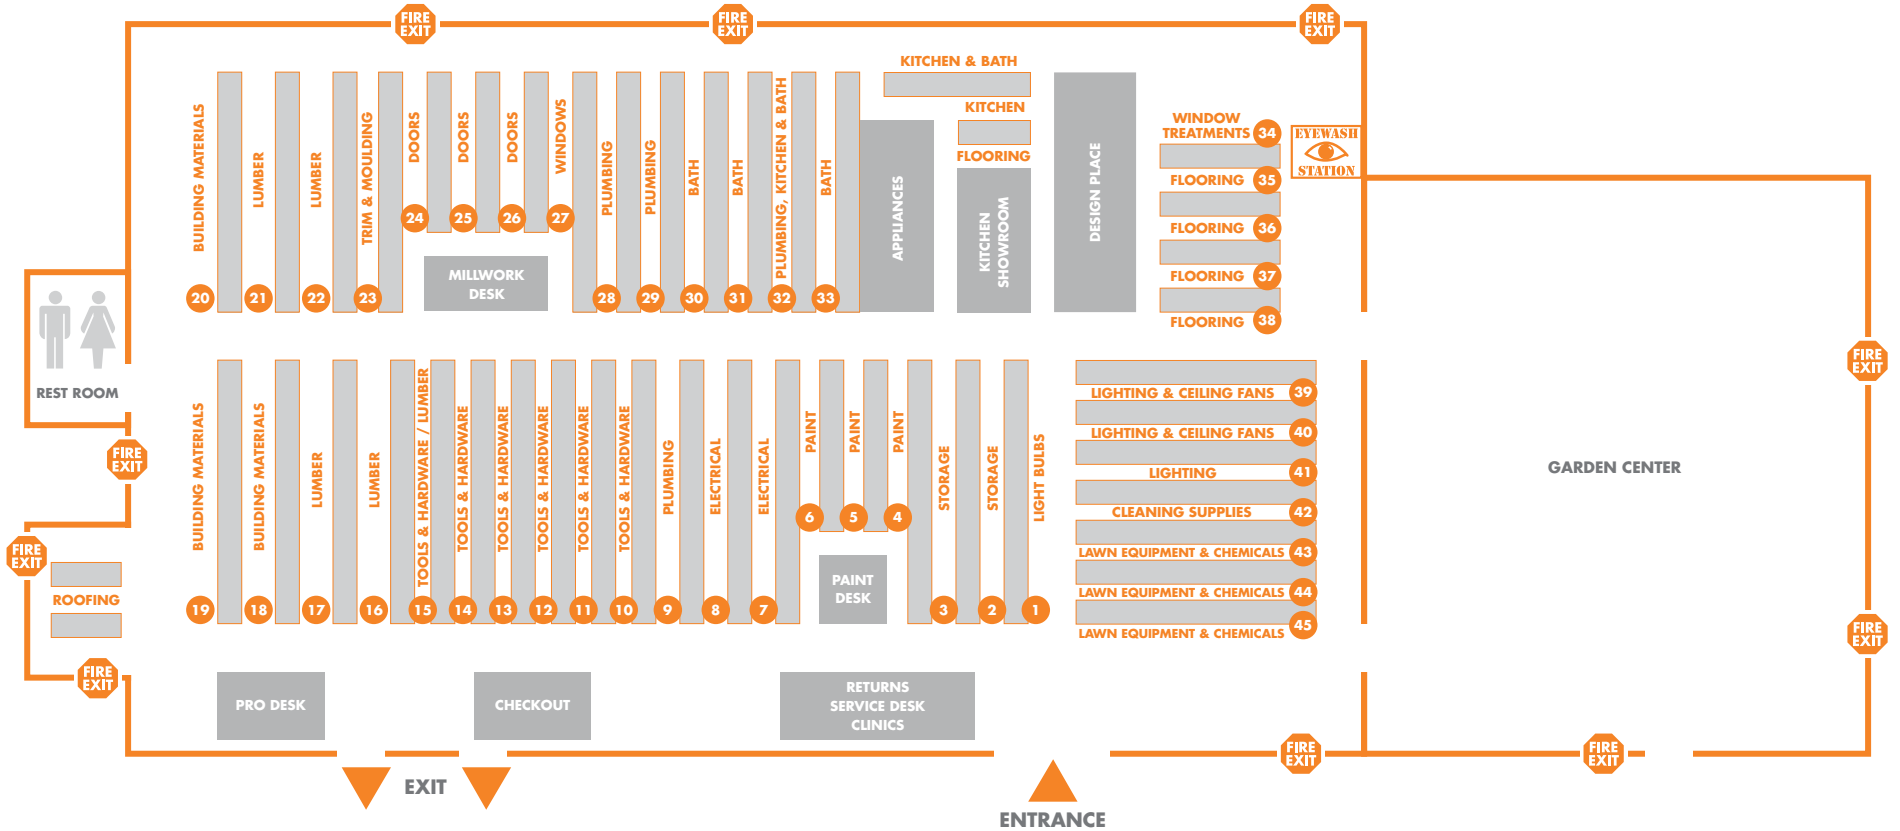 FIRE
EXIT
FIRE
EXIT
FIRE
EXIT
BUILDING MATERIALS
20
LUMBER
21
LUMBER
22
TRIM & MOULDING
23
DOORS
24
DOORS
25
DOORS
26
WINDOWS
27
MILLWORK
DESK
PLUMBING
28
PLUMBING
29
BATH
30
BATH
31
PLUMBING, KITCHEN & BATH
32
BATH
33
APPLIANCES
KITCHEN & BATH
KITCHEN
FLOORING
KITCHEN
SHOWROOM
DESIGN PLACE
WINDOW
TREATMENTS 34
FLOORING 35
FLOORING 36
FLOORING 37
FLOORING 38
EYEWASH
STATION
REST ROOM
FIRE
EXIT
FIRE
EXIT
ROOFING
FIRE
EXIT
BUILDING MATERIALS
19
BUILDING MATERIALS
18
LUMBER
17
LUMBER
16
TOOLS & HARDWARE / LUMBER
15
TOOLS & HARDWARE
14
TOOLS & HARDWARE
13
TOOLS & HARDWARE
12
TOOLS & HARDWARE
11
TOOLS & HARDWARE
10
PLUMBING
9
ELECTRICAL
8
ELECTRICAL
7
PAINT
6
PAINT
5
PAINT
4
PAINT
DESK
STORAGE
3
STORAGE
2
LIGHT BULBS
1
LIGHTING & CEILING FANS 39
LIGHTING & CEILING FANS 40
LIGHTING 41
CLEANING SUPPLIES 42
LAWN EQUIPMENT & CHEMICALS 43
LAWN EQUIPMENT & CHEMICALS 44
LAWN EQUIPMENT & CHEMICALS 45
GARDEN CENTER
FIRE
EXIT
FIRE
EXIT
PRO DESK
CHECKOUT
RETURNS
SERVICE DESK
CLINICS
FIRE
EXIT
FIRE
EXIT
EXIT
ENTRANCE